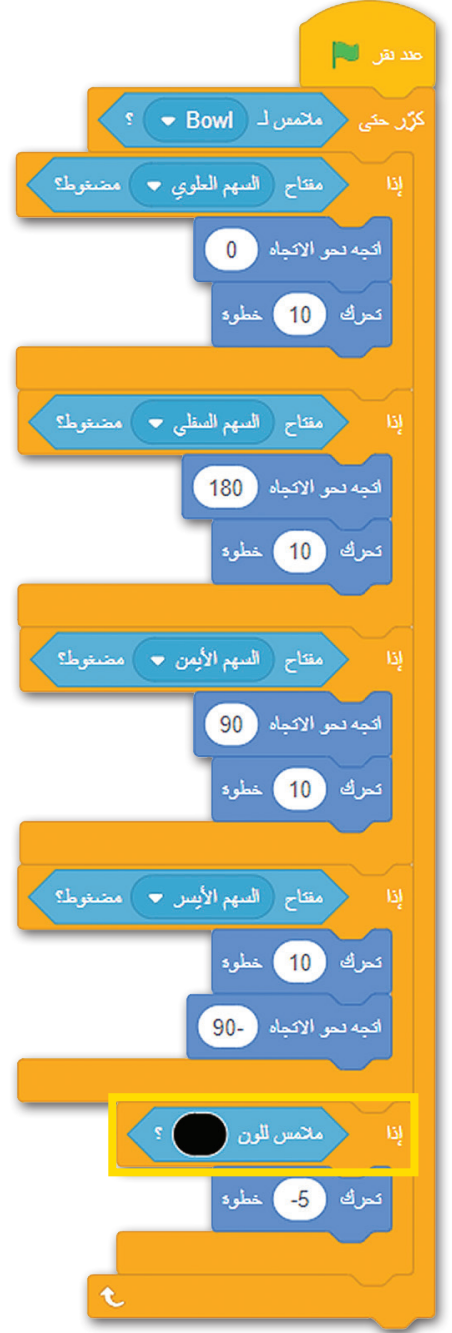 عند نقر
كرّر حتى ملامس لـ Bowl ؟
إذا مفتاح السهم العلوي مضغوط؟
اتجه نحو الاتجاه 0
تحرك 10 خطوة
إذا مفتاح السهم السفلي مضغوط؟
اتجه نحو الاتجاه 180
تحرك 10 خطوة
إذا مفتاح السهم الأيمن مضغوط؟
اتجه نحو الاتجاه 90
تحرك 10 خطوة
إذا مفتاح السهم الأيسر مضغوط؟
تحرك 10 خطوة
اتجه نحو الاتجاه -90
إذا ملامس للون ؟
تحرك -5 خطوة